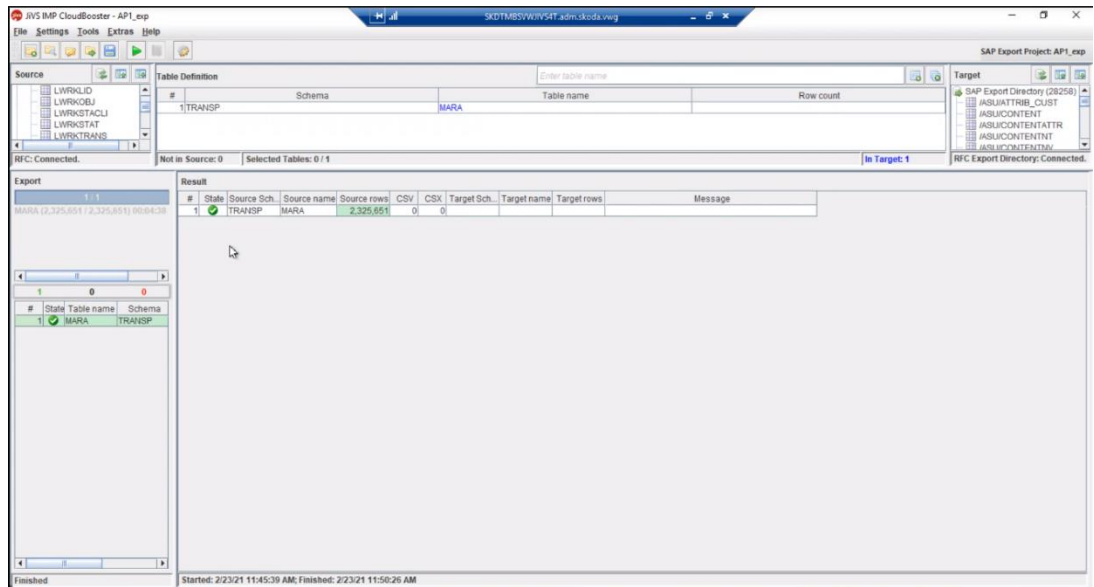 JiVS IMP CloudBooster - AP1_exp
SKDTMBSVWJIVS4T.adm.skoda.vwg
File Settings Tools Extras Help
SAP Export Project: AP1_exp
Source
LWRKLID
LWRKOBJ
LWRKSTACLI
LWRKSTAT
LWRKTRANS
RFC: Connected.
Table Definition
Enter table name
# Schema Table name Row count
1 TRANSP MARA
Not in Source: 0 Selected Tables: 0 / 1 In Target: 1
Target
SAP Export Directory (28258)
/ASU/ATTRIB_CUST
/ASU/CONTENT
/ASU/CONTENTATTR
/ASU/CONTENTNT
/ASU/CONTENTNV
RFC Export Directory: Connected.
Export
1 / 1
MARA (2,325,651 / 2,325,651) 00:04:38
1 0 0
# State Table name Schema
1 MARA TRANSP
Finished
Result
# State Source Sch... Source name Source rows CSV CSX Target Sch... Target name Target rows Message
1 TRANSP MARA 2,325,651 0 0
Started: 2/23/21 11:45:39 AM; Finished: 2/23/21 11:50:26 AM